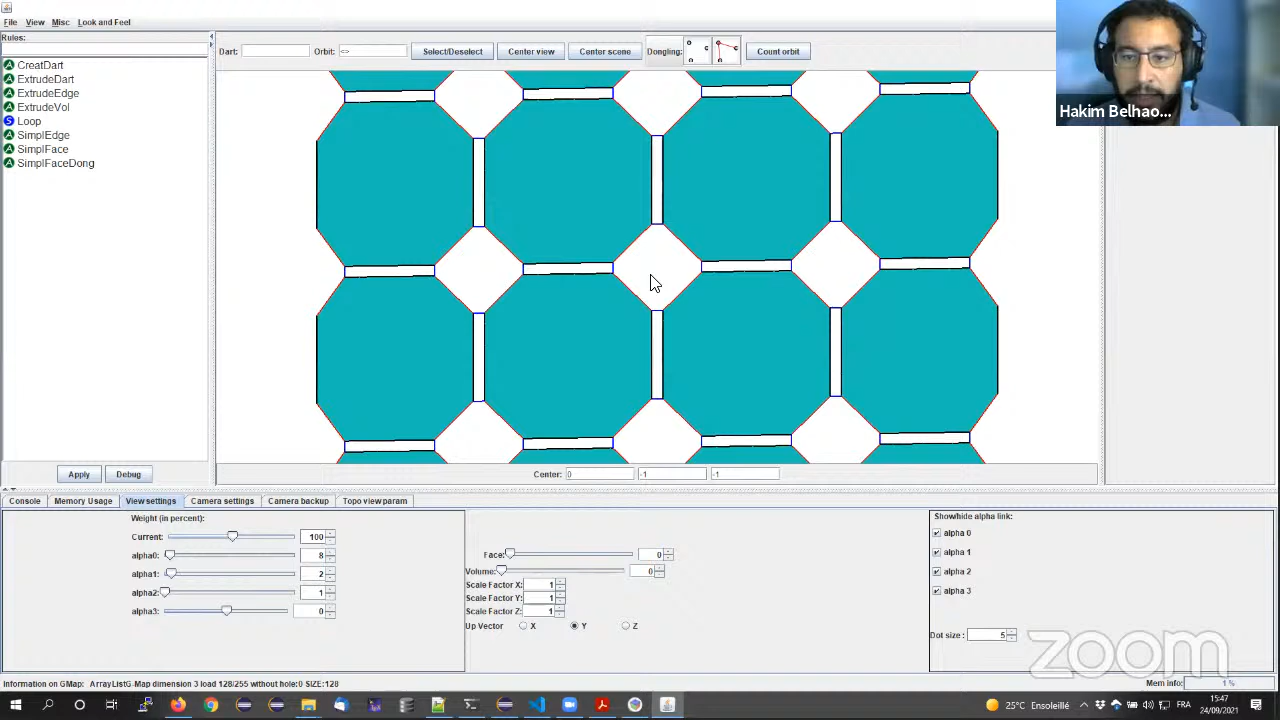 File View Misc Look and Feel
Rules:
CreatDart
ExtrudeDart
ExtrudeEdge
ExtrudeVol
Loop
SimplEdge
SimplFace
SimplFaceDong
Apply Debug
Dart: Orbit: <> Select/Deselect Center view Center scene Dongling: Count orbit
Hakim Belhao...
Center: 0 -1 -1
Console Memory Usage View settings Camera settings Camera backup Topo view param
Weight (in percent):
Current: 100
alpha0: 8
alpha1: 2
alpha2: 1
alpha3: 0
Face: 0
Volume: 0
Scale Factor X: 1
Scale Factor Y: 1
Scale Factor Z: 1
Up Vector X Y Z
Show/hide alpha link:
alpha 0
alpha 1
alpha 2
alpha 3
Dot size : 5
zoom
Information on GMap: ArrayListG-Map dimension 3 load 128/255 without hole:0 SIZE:128
Mem info: 1 %
25°C Ensoleillé FRA
15:47
24/09/2021